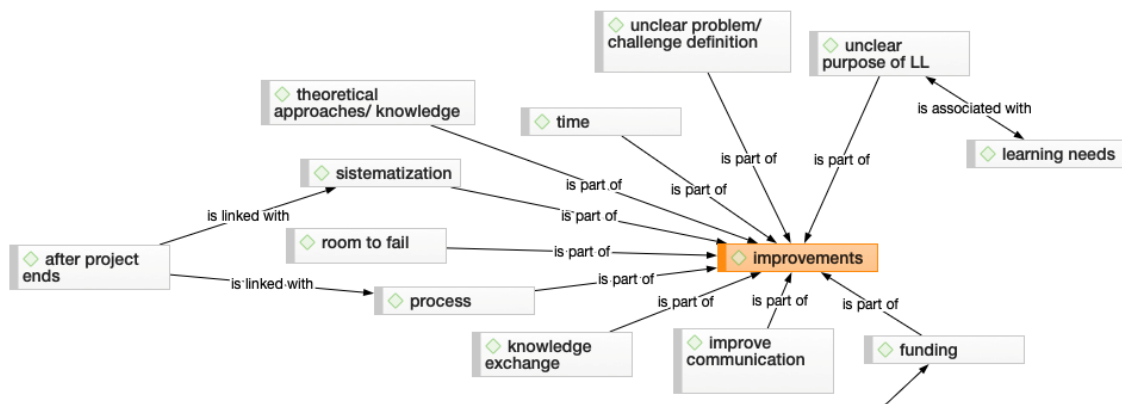 unclear problem/
challenge definition
unclear
purpose of LL
theoretical
approaches/ knowledge
time
is associated with
learning needs
is part of
is part of
sistematization
is part of
is part of
is linked with
is part of
room to fail
is part of
after project
ends
improvements
is linked with
is part of
process
is part of
is part of
is part of
knowledge
exchange
improve
communication
funding